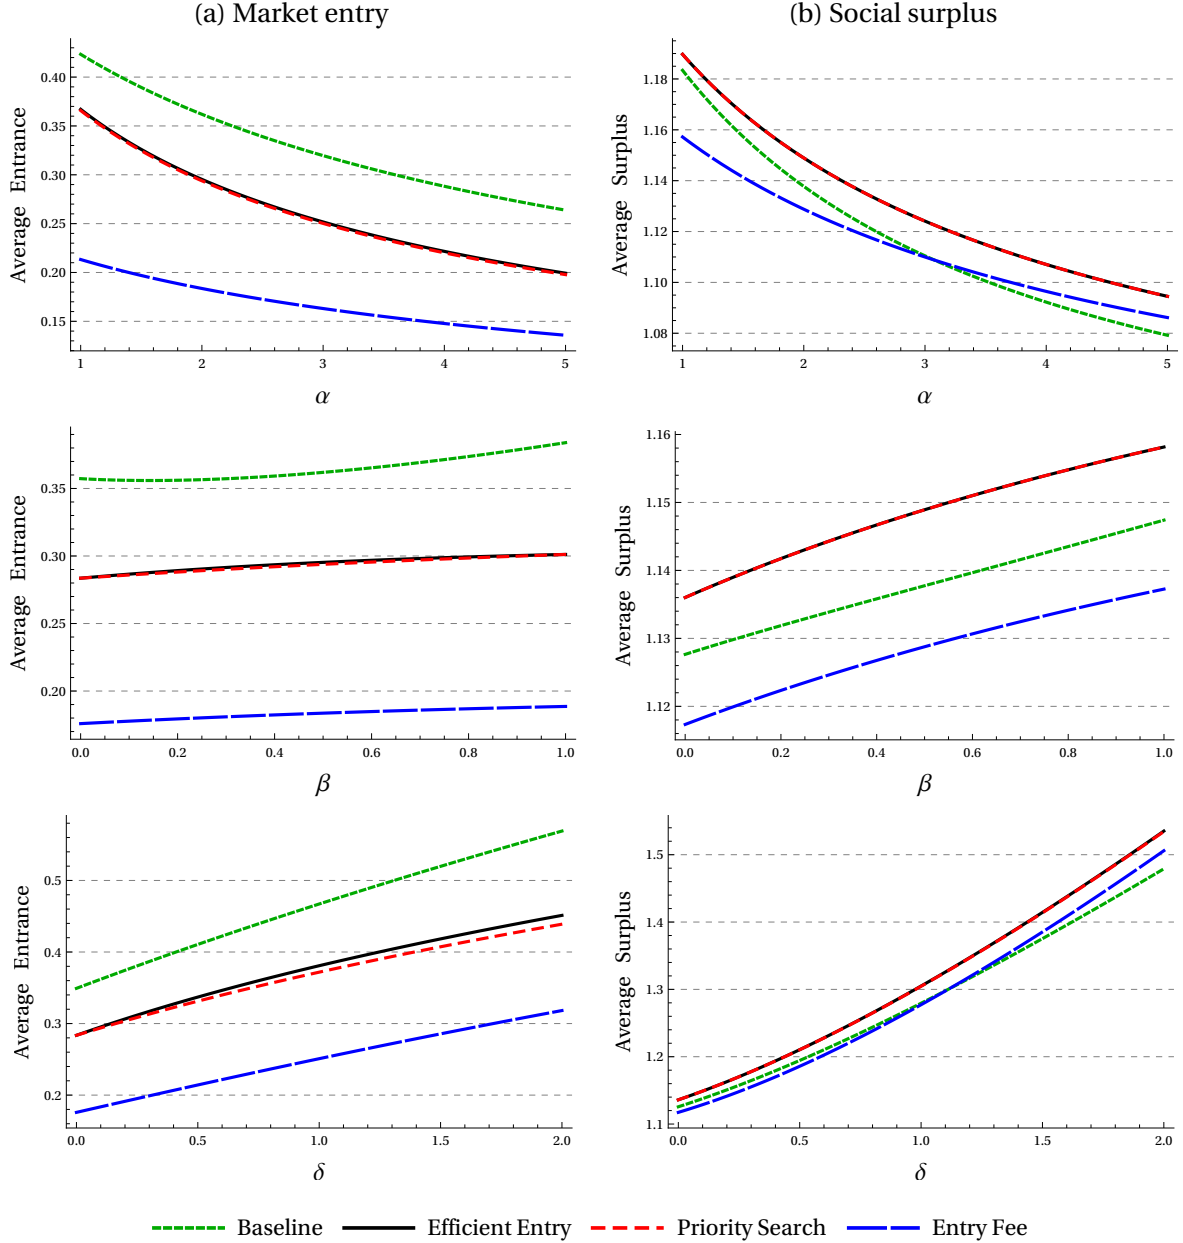 (a) Market entry
(b) Social surplus
Average Entrance
0.40
0.35
0.30
0.25
0.20
0.15
1 2 3 4 5
α
Average Surplus
1.18
1.16
1.14
1.12
1.10
1.08
1 2 3 4 5
α
Average Entrance
0.35
0.30
0.25
0.20
0.0 0.2 0.4 0.6 0.8 1.0
β
Average Surplus
1.16
1.15
1.14
1.13
1.12
0.0 0.2 0.4 0.6 0.8 1.0
β
Average Entrance
0.5
0.4
0.3
0.2
0.0 0.5 1.0 1.5 2.0
δ
Average Surplus
1.5
1.4
1.3
1.2
1.1
0.0 0.5 1.0 1.5 2.0
δ
Baseline Efficient Entry Priority Search Entry Fee